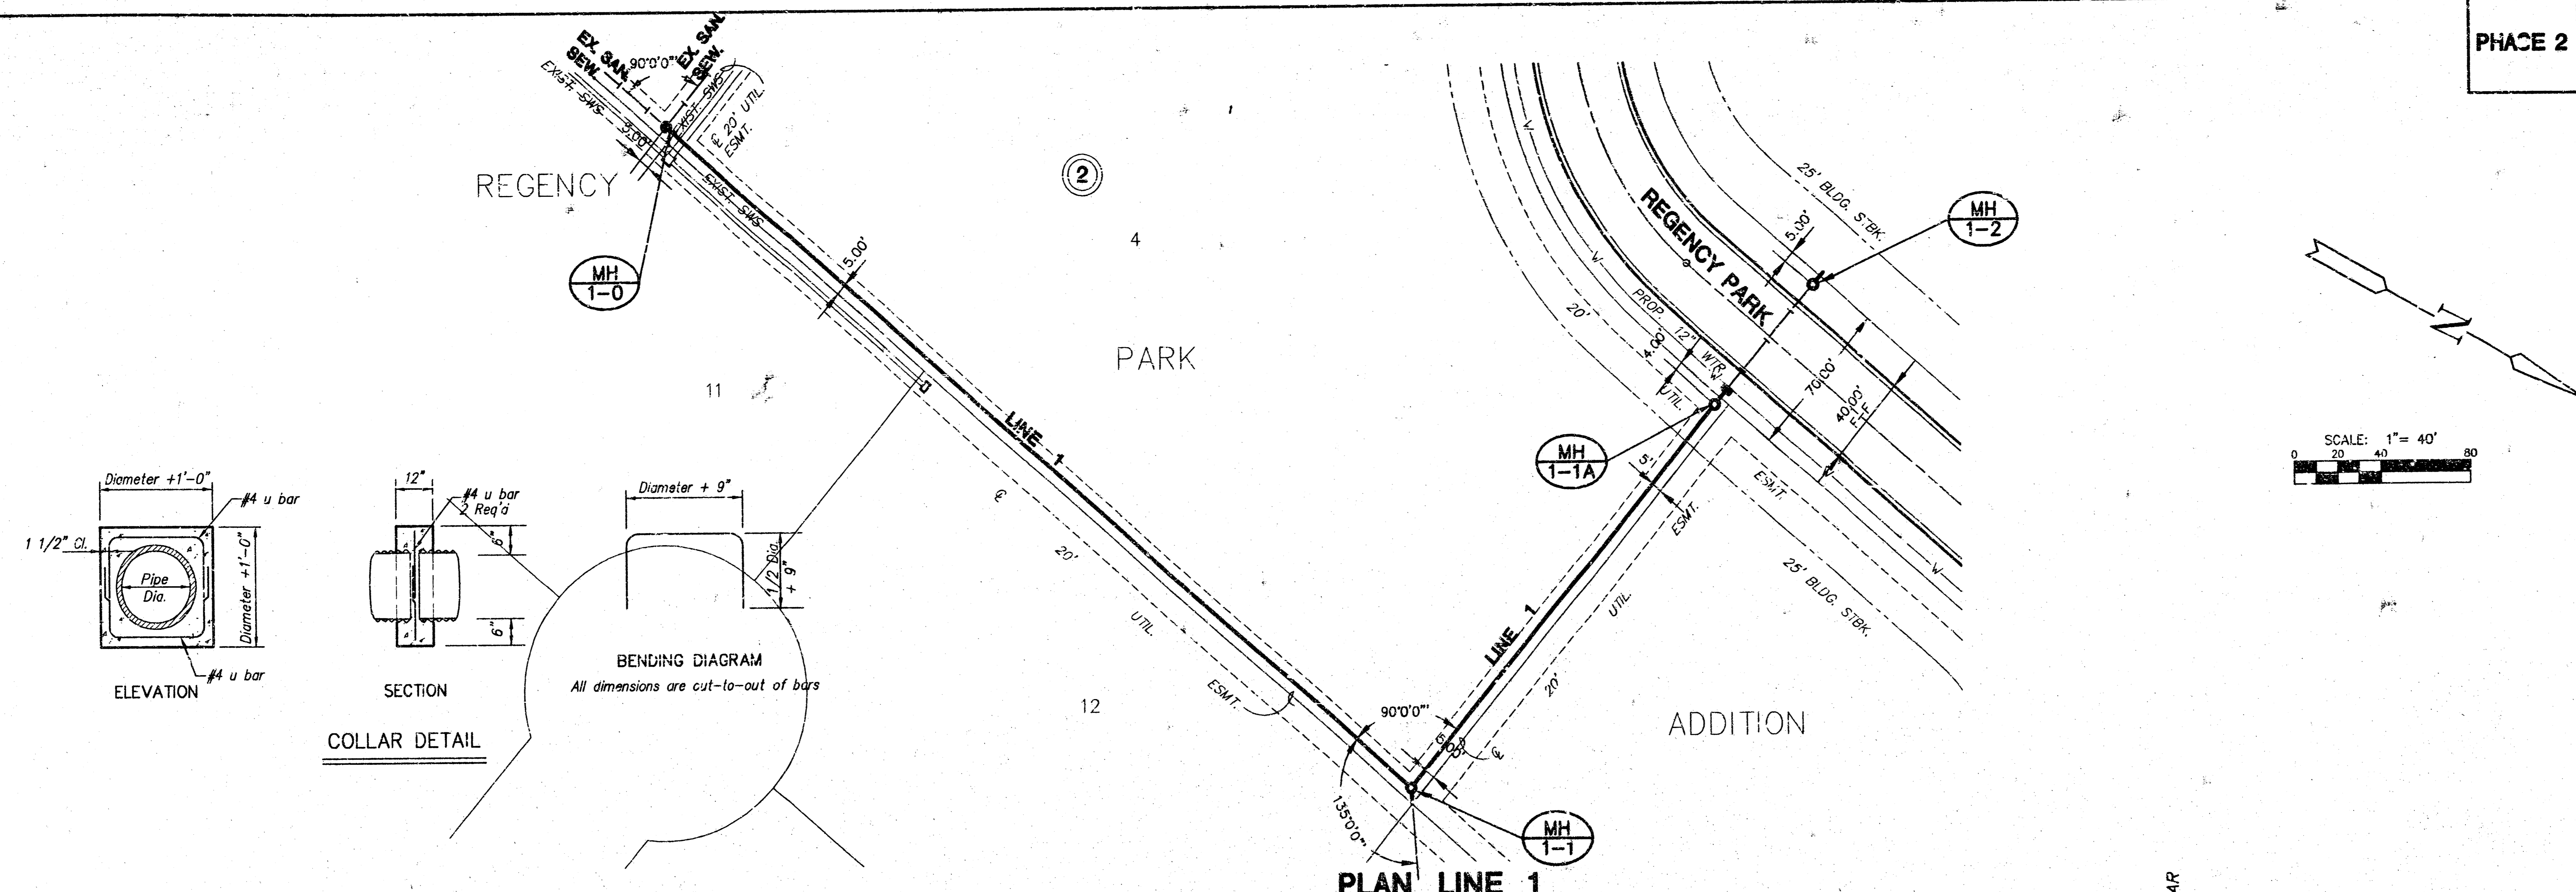 PHASE 2
EX. SAN.
SEW.
EX. SAN.
SEW.
90°0'0"
EXIST. SWS
EXIST. SWS
₵ 20' UTIL.
ESMT.
3.00'
REGENCY
EXIST. SWS
MH
1-0
5.00'
2
4
11
PARK
LINE 1
₵
20'
UTIL.
ESMT.
12
25' BLDG. STBK.
REGENCY PARK
5.00'
MH
1-2
W
W
W
PROP. 12" WTR.
20'
4.00'
UTIL.
70.00'
40.00'
F-F
W
MH
1-1A
5'
ESMT.
ESMT.
25' BLDG. STBK.
UTIL.
20'
LINE 1
ADDITION
90°0'0"
₵
135°0'0"
MH
1-1
PLAN LINE 1
N
SCALE: 1"= 40'
0 20 40 80
Diameter +1'-0"
#4 u bar
1 1/2" Cl.
Pipe
Dia.
Diameter +1'-0"
#4 u bar
ELEVATION
12"
#4 u bar
2 Req'd
6"
6"
SECTION
COLLAR DETAIL
Diameter + 9"
1/2 Dia.
+ 9"
BENDING DIAGRAM
All dimensions are out-to-out of bars